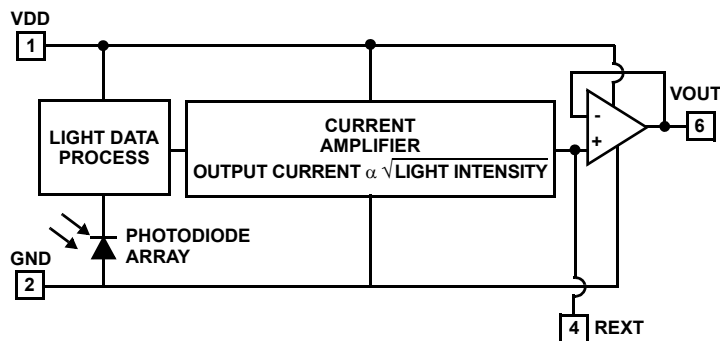 VDD
1
LIGHT DATA
PROCESS
CURRENT
AMPLIFIER
OUTPUT CURRENT α √LIGHT INTENSITY
-
+
VOUT
6
PHOTODIODE
ARRAY
GND
2
4
REXT